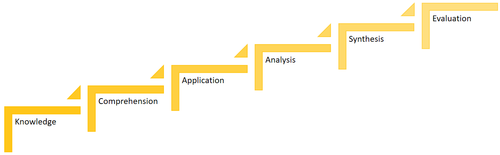 Knowledge
Comprehension
Application
Analysis
Synthesis
Evaluation